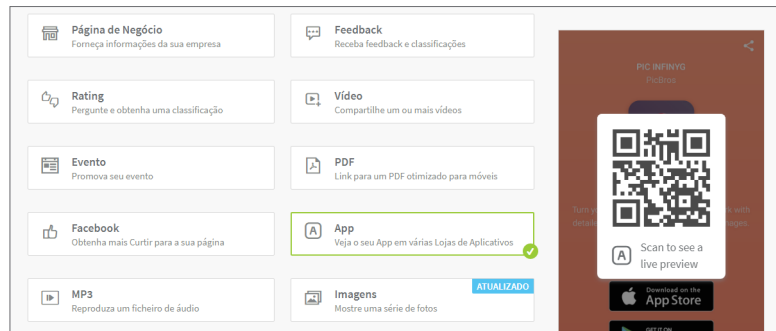 Página de Negócio
Forneça informações da sua empresa
Feedback
Receba feedback e classificações
Rating
Pergunte e obtenha uma classificação
Vídeo
Compartilhe um ou mais vídeos
Evento
Promova seu evento
PDF
Link para um PDF otimizado para móveis
Facebook
Obtenha mais Curtir para a sua página
A
App
Veja o seu App em várias Lojas de Aplicativos
MP3
Reproduza um ficheiro de áudio
ATUALIZADO
Imagens
Mostre uma série de fotos
PIC INFINYG
Turn
with
A
Scan to see a
live preview
Download on the
App Store
GET IT ON